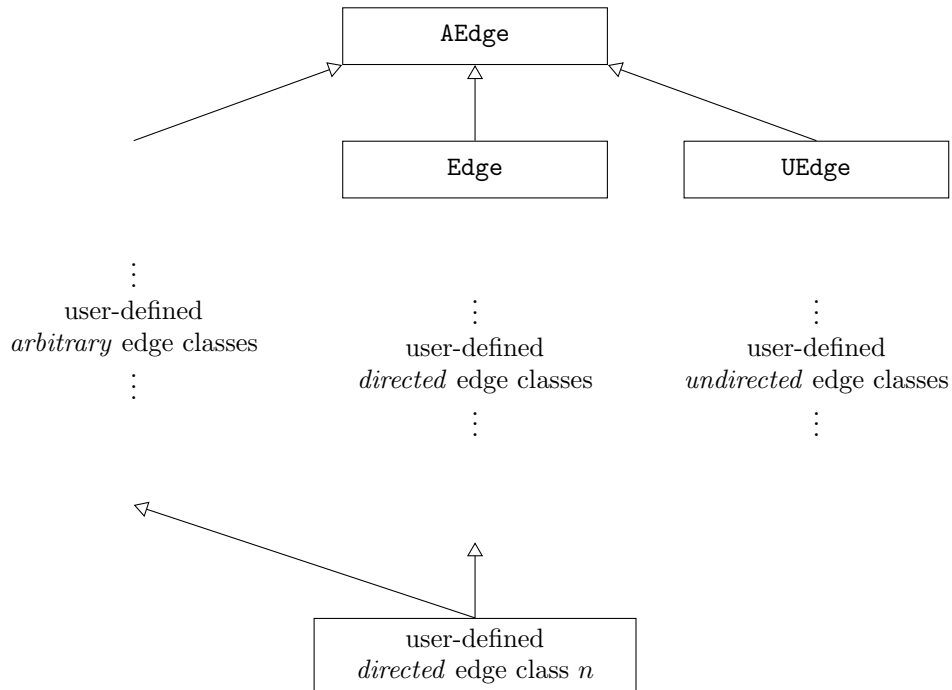 AEdge
Edge
UEdge
user-defined
arbitrary edge classes
user-defined
directed edge classes
user-defined
undirected edge classes
user-defined
directed edge class n